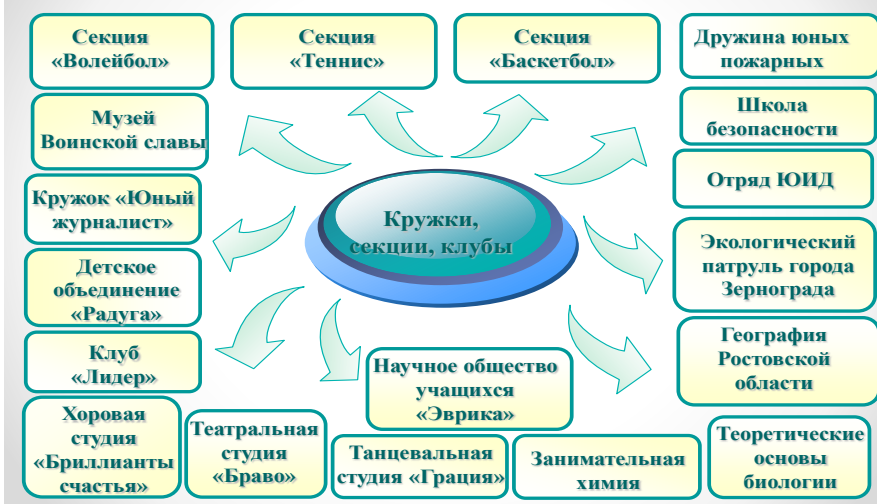 Секция
«Волейбол»
Секция
«Теннис»
Секция
«Баскетбол»
Дружина юных
пожарных
Музей
Воинской славы
Школа
безопасности
Кружок «Юный
журналист»
Отряд ЮИД
Кружки,
секции, клубы
Детское
объединение
«Радуга»
Экологический
патруль города
Зернограда
Клуб
«Лидер»
Научное общество
учащихся
«Эврика»
География
Ростовской
области
Хоровая
студия
«Бриллианты
счастья»
Театральная
студия
«Браво»
Танцевальная
студия «Грация»
Занимательная
химия
Теоретические
основы
биологии